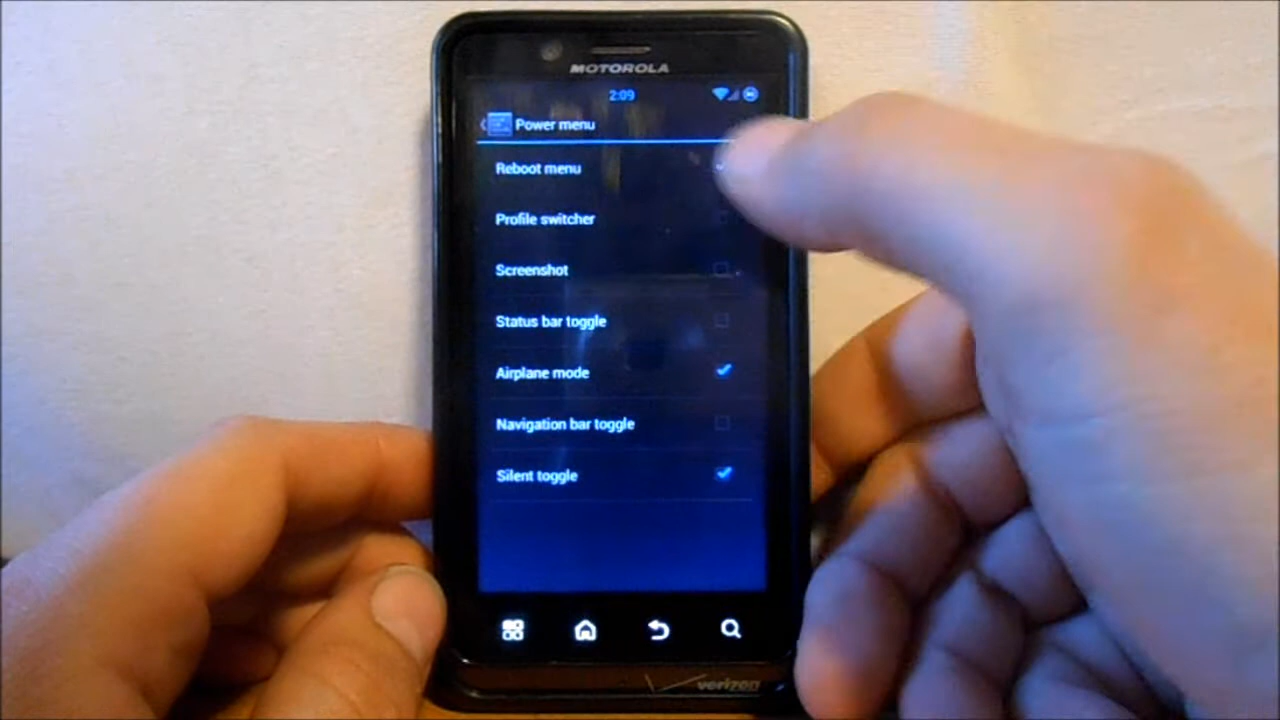 MOTOROLA
2:09
Power menu
Reboot menu
Profile switcher
Screenshot
Status bar toggle
Airplane mode
Navigation bar toggle
Silent toggle
verizon